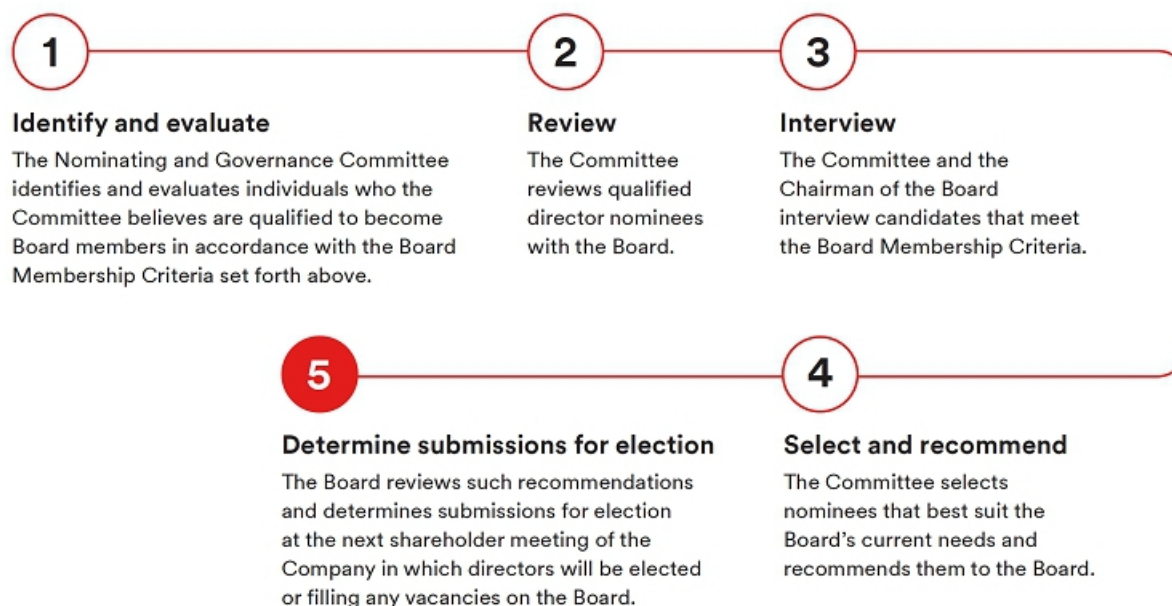 1
Identify and evaluate
The Nominating and Governance Committee
identifies and evaluates individuals who the
Committee believes are qualified to become
Board members in accordance with the Board
Membership Criteria set forth above.
2
Review
The Committee
reviews qualified
director nominees
with the Board.
3
Interview
The Committee and the
Chairman of the Board
interview candidates that meet
the Board Membership Criteria.
4
Select and recommend
The Committee selects
nominees that best suit the
Board's current needs and
recommends them to the Board.
5
Determine submissions for election
The Board reviews such recommendations
and determines submissions for election
at the next shareholder meeting of the
Company in which directors will be elected
or filling any vacancies on the Board.